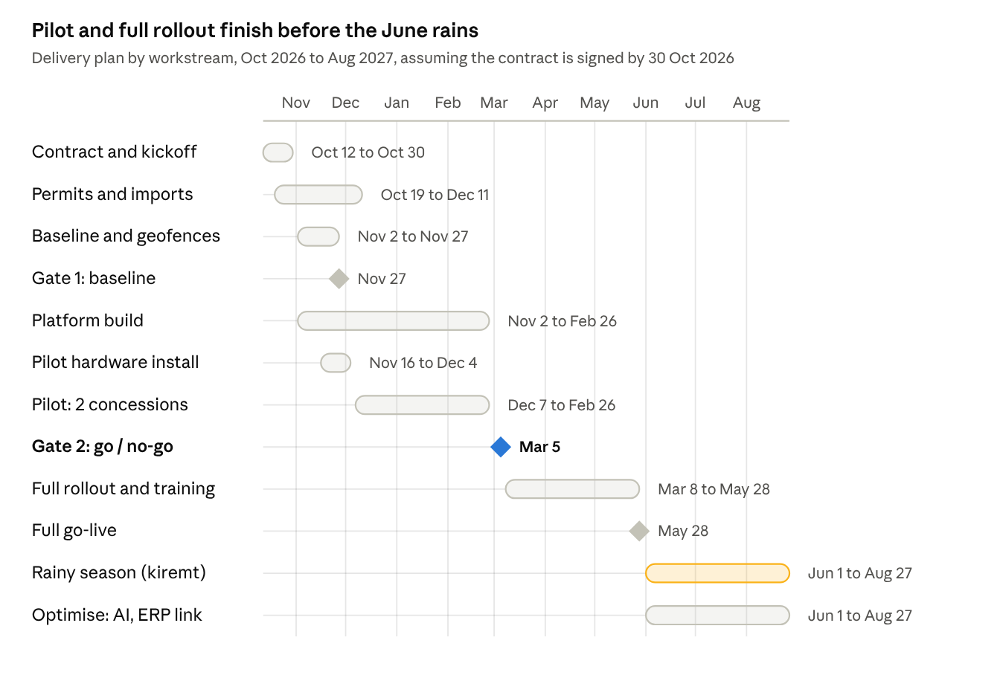 Pilot and full rollout finish before the June rains
Delivery plan by workstream, Oct 2026 to Aug 2027, assuming the contract is signed by 30 Oct 2026
Nov Dec Jan Feb Mar Apr May Jun Jul Aug
Contract and kickoff Oct 12 to Oct 30
Permits and imports Oct 19 to Dec 11
Baseline and geofences Nov 2 to Nov 27
Gate 1: baseline Nov 27
Platform build Nov 2 to Feb 26
Pilot hardware install Nov 16 to Dec 4
Pilot: 2 concessions Dec 7 to Feb 26
Gate 2: go / no-go Mar 5
Full rollout and training Mar 8 to May 28
Full go-live May 28
Rainy season (kiremt) Jun 1 to Aug 27
Optimise: AI, ERP link Jun 1 to Aug 27